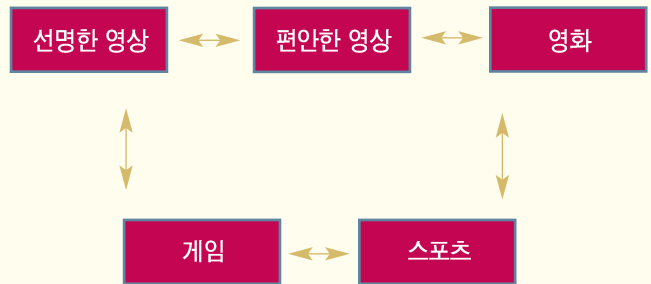 선명한 영상
편안한 영상
영화
게임
스포츠